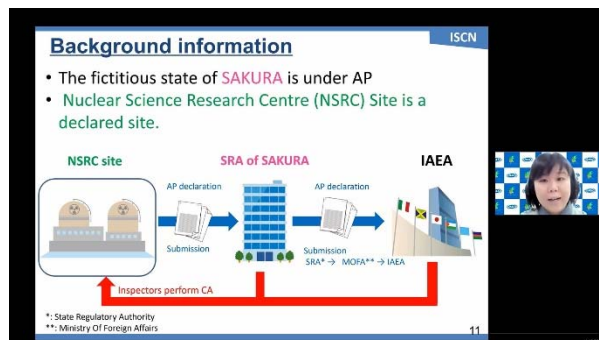 ISCN
Background information
• The fictitious state of SAKURA is under AP
• Nuclear Science Research Centre (NSRC) Site is a
declared site.
NSRC site
SRA of SAKURA
IAEA
AP declaration
AP declaration
Submission
Submission
SRA* → MOFA** → IAEA
Inspectors perform CA
*: State Regulatory Authority
**: Ministry Of Foreign Affairs
11